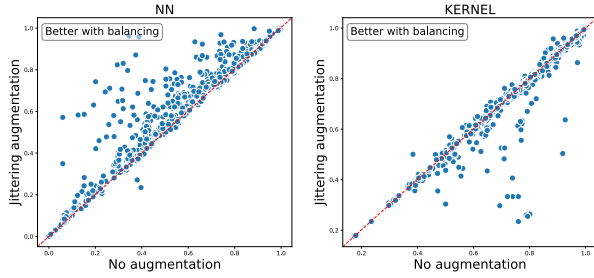 NN
Better with balancing
1.0
0.8
0.6
0.4
0.2
0.0
Jittering augmentation
0.0 0.2 0.4 0.6 0.8 1.0
No augmentation
KERNEL
Better with balancing
1.0
0.8
0.6
0.4
0.2
Jittering augmentation
0.2 0.4 0.6 0.8 1.0
No augmentation